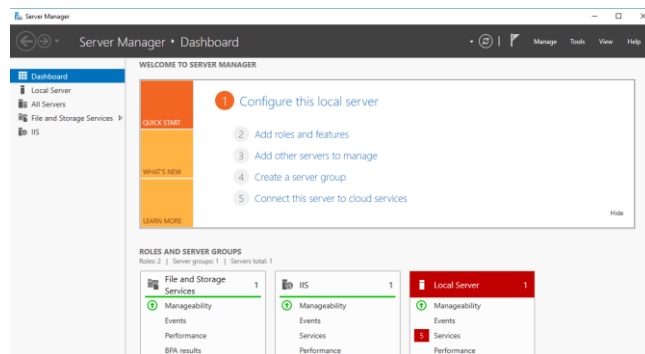 Server Manager
Server Manager • Dashboard
Manage Tools View Help
Dashboard
Local Server
All Servers
File and Storage Services
IIS
WELCOME TO SERVER MANAGER
QUICK START
WHAT'S NEW
LEARN MORE
1 Configure this local server
2 Add roles and features
3 Add other servers to manage
4 Create a server group
5 Connect this server to cloud services
Hide
ROLES AND SERVER GROUPS
Roles: 2 | Server groups: 1 | Servers total: 1
File and Storage Services 1
Manageability
Events
Performance
BPA results
IIS 1
Manageability
Events
Services
Performance
Local Server 1
Manageability
Events
5 Services
Performance